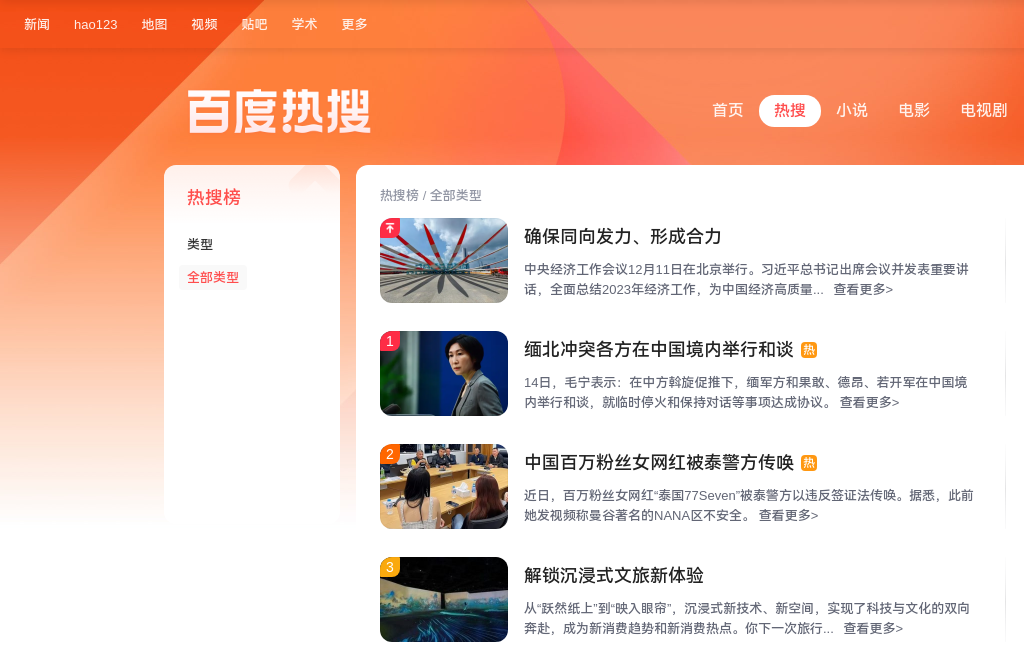 新闻 hao123 地图 视频 贴吧 学术 更多
百度热搜
首页 热搜 小说 电影 电视剧
热搜榜
类型
全部类型
热搜榜 / 全部类型
确保同向发力、形成合力
中央经济工作会议12月11日在北京举行。习近平总书记出席会议并发表重要讲
话，全面总结2023年经济工作，为中国经济高质量... 查看更多>
1
缅北冲突各方在中国境内举行和谈 热
14日，毛宁表示：在中方斡旋促推下，缅军方和果敢、德昂、若开军在中国境
内举行和谈，就临时停火和保持对话等事项达成协议。 查看更多>
2
中国百万粉丝女网红被泰警方传唤 热
近日，百万粉丝女网红“泰国77Seven”被泰警方以违反签证法传唤。据悉，此前
她发视频称曼谷著名的NANA区不安全。 查看更多>
3
解锁沉浸式文旅新体验
从“跃然纸上”到“映入眼帘”，沉浸式新技术、新空间，实现了科技与文化的双向
奔赴，成为新消费趋势和新消费热点。你下一次旅行... 查看更多>